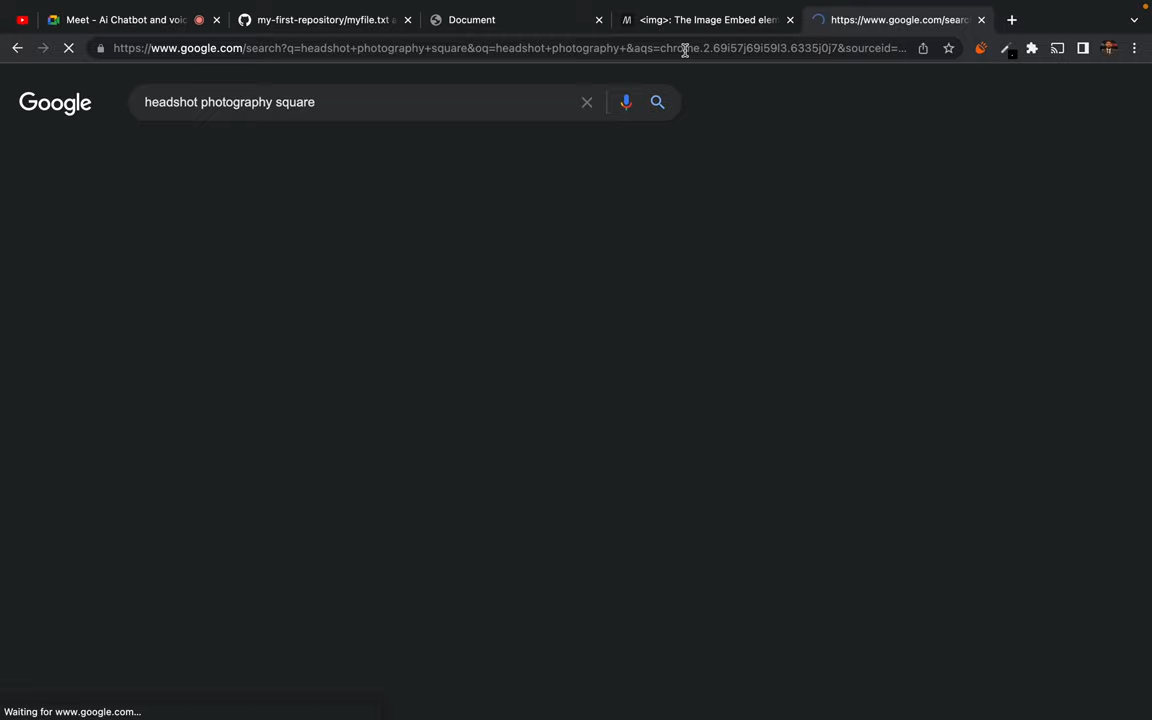 Meet - Ai Chatbot and voic
my-first-repository/myfile.txt a
Document
<img>: The Image Embed elem
https://www.google.com/searc
https://www.google.com/search?q=headshot+photography+square&oq=headshot+photography+&aqs=chrome.2.69i57j69i59l3.6335j0j7&sourceid=...
Google
headshot photography square
Waiting for www.google.com...